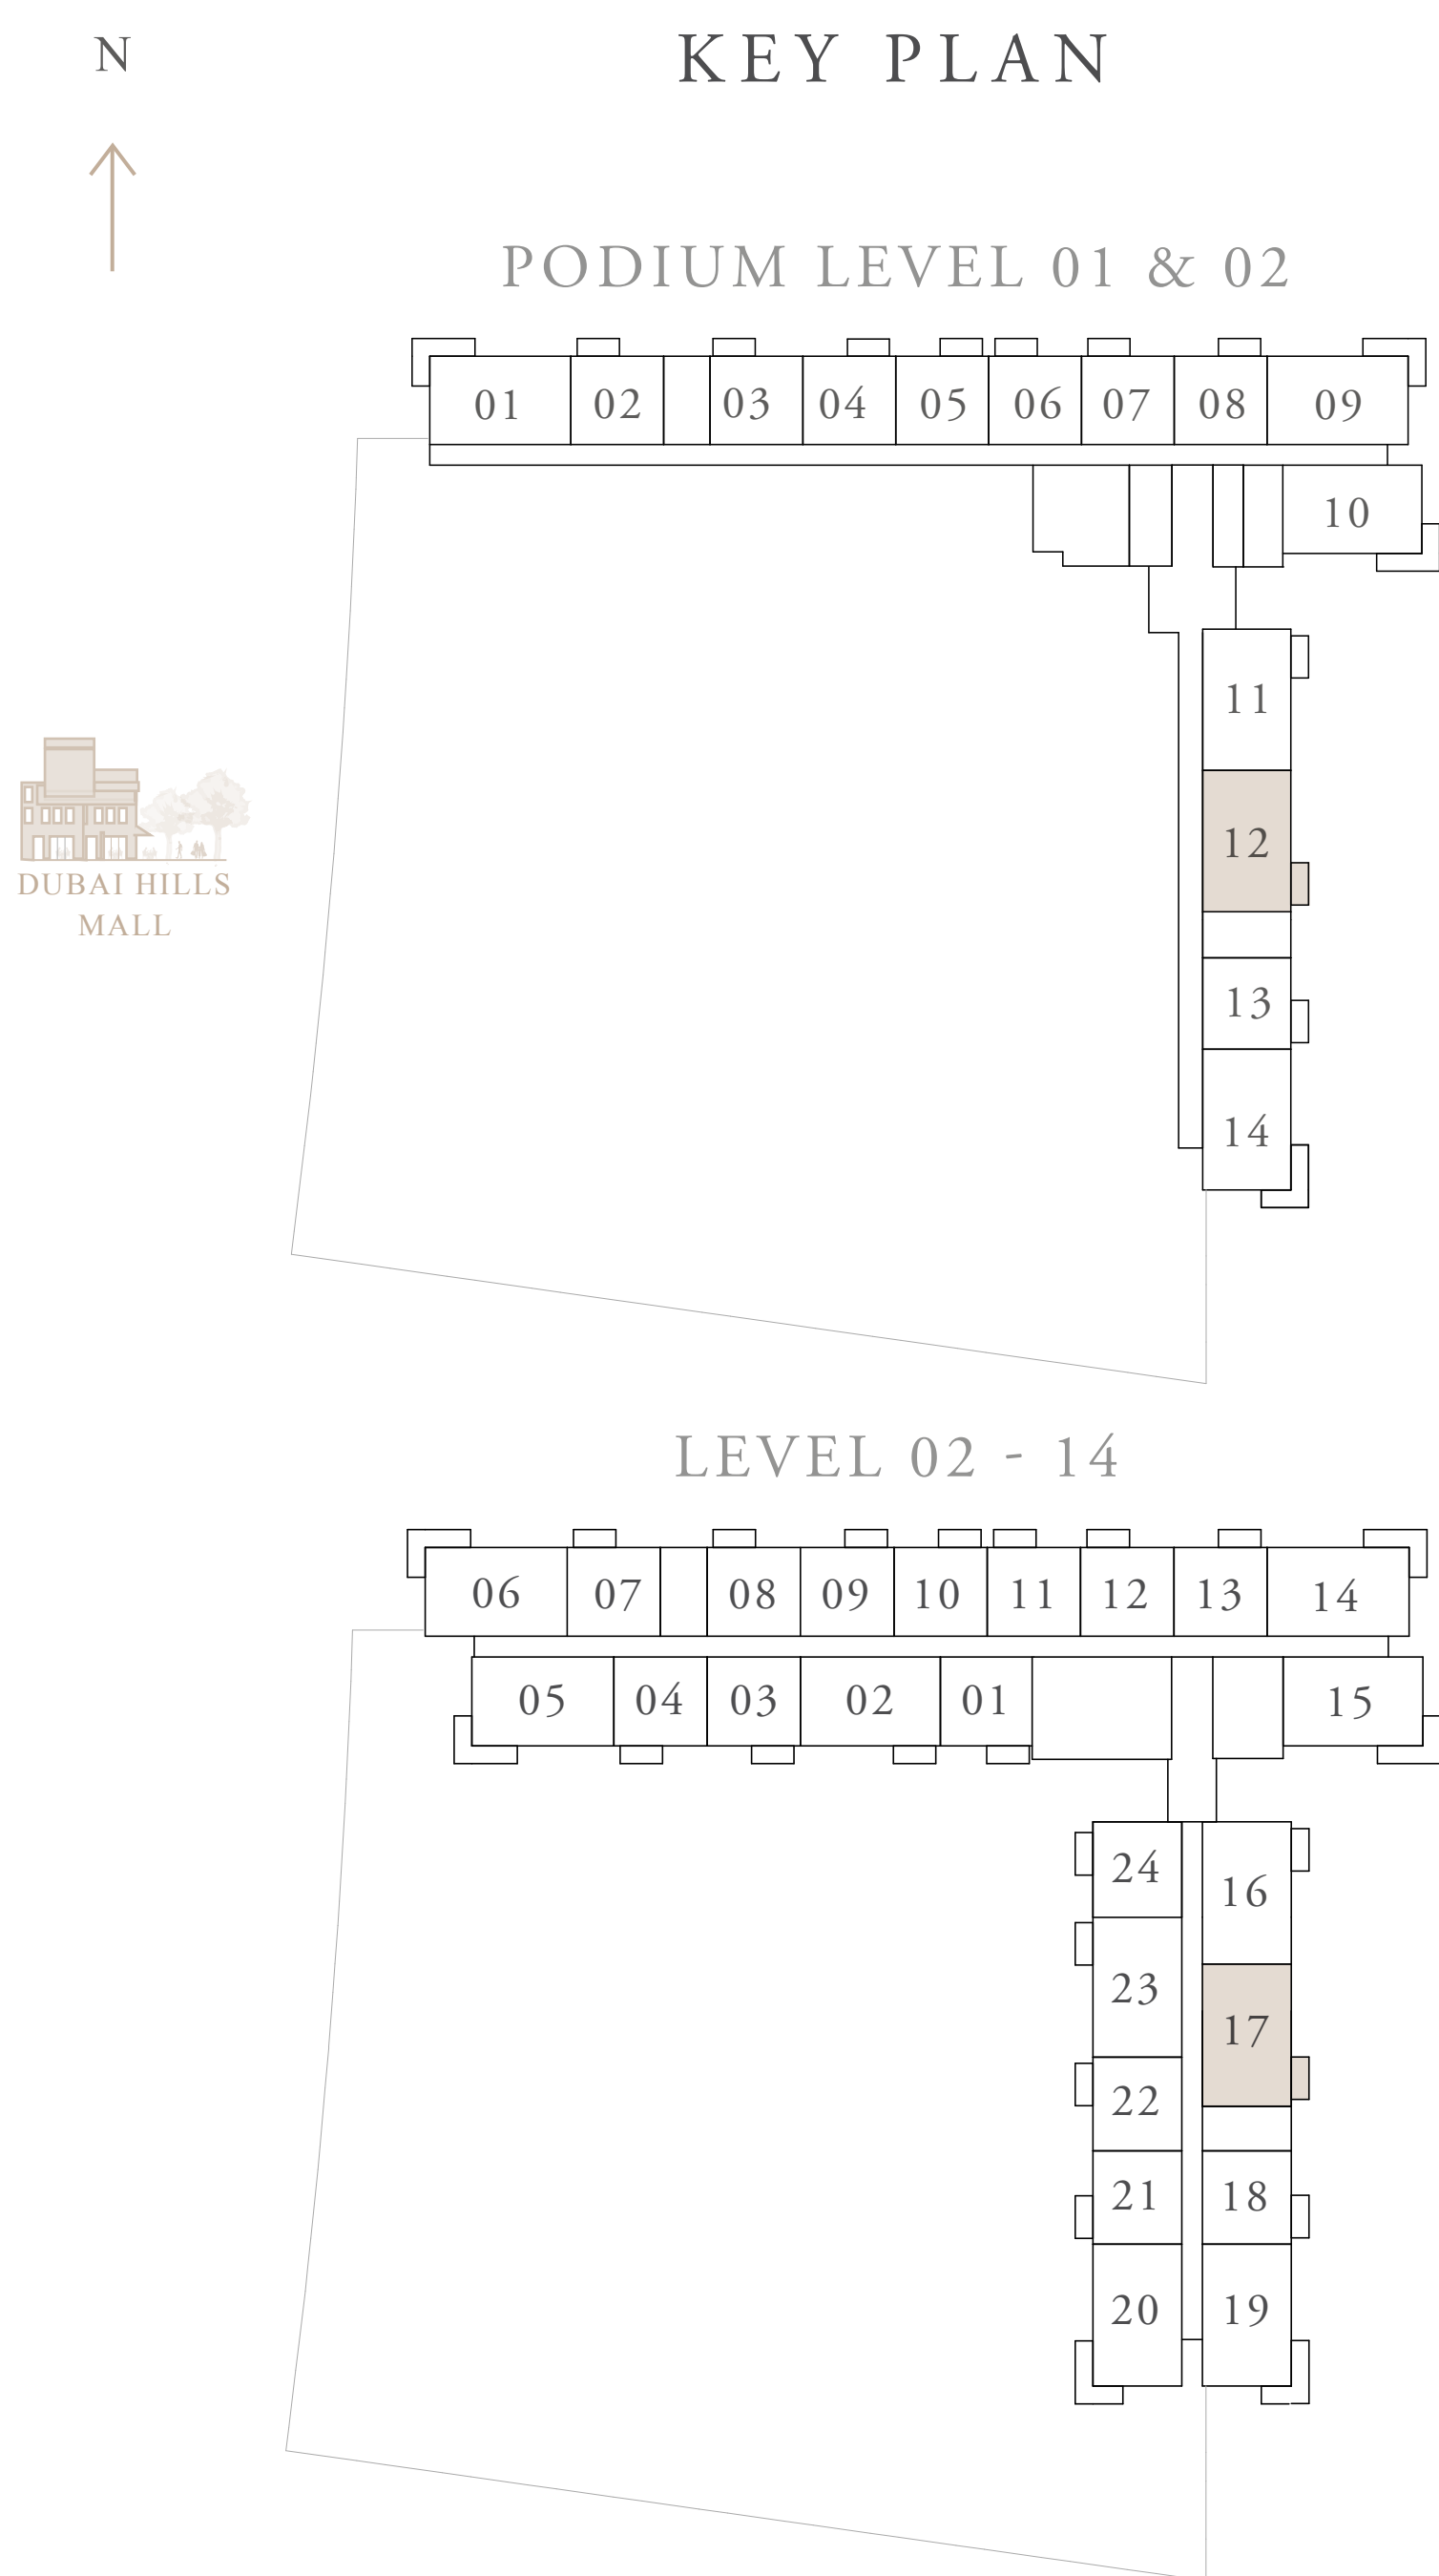 N
KEY PLAN
PODIUM LEVEL 01 & 02
01 02 03 04 05 06 07 08 09
10
11
12
DUBAI HILLS
MALL
13
14
LEVEL 02 - 14
06 07 08 09 10 11 12 13 14
05 04 03 02 01 15
24 16
23 17
22
21 18
20 19